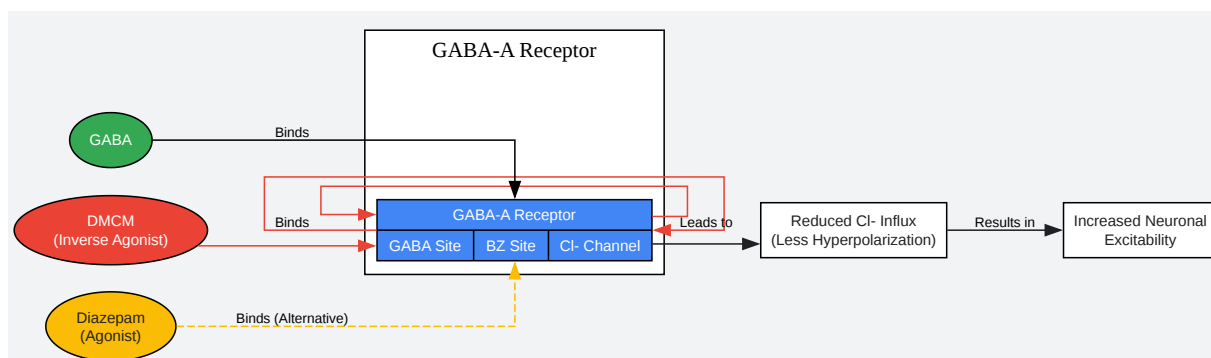 GABA-A Receptor
GABA
Binds
DMCM
(Inverse Agonist)
Binds
GABA-A Receptor
GABA Site
BZ Site
Cl- Channel
Leads to
Reduced Cl- Influx
(Less Hyperpolarization)
Results in
Increased Neuronal
Excitability
Diazepam
(Agonist)
Binds (Alternative)